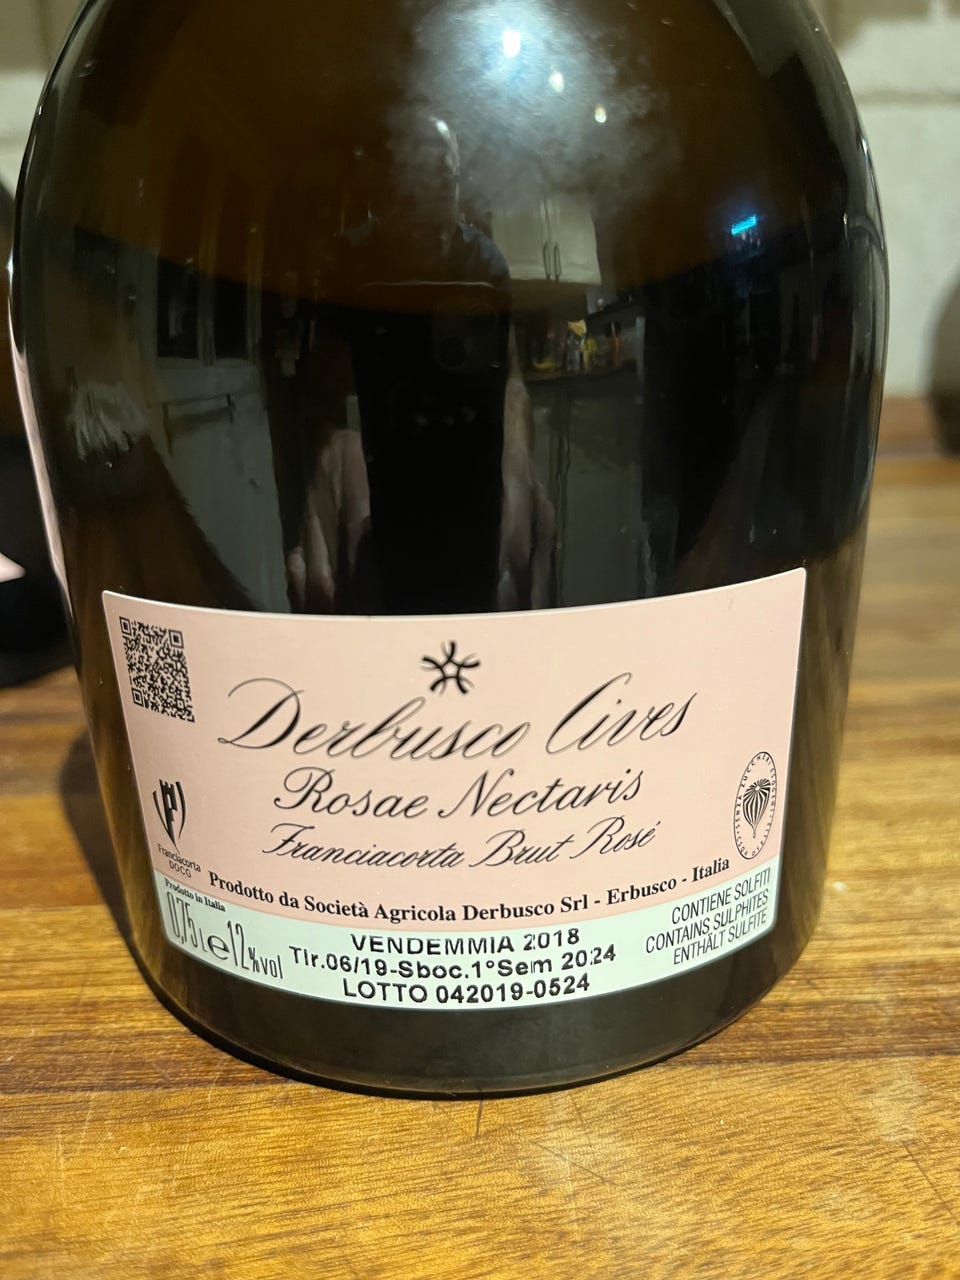 Derbusco Cives
Rosae Nectaris
Franciacorta Brut Rosé
Franciacorta
DOCG
Prodotto da Società Agricola Derbusco Srl - Erbusco - Italia
Prodotto in Italia
0,75 L e 12%vol
VENDEMMIA 2018
Tir.06/19-Sboc.1°Sem 2024
LOTTO 042019-0524
CONTIENE SOLFITI
CONTAINS SULPHITES
ENTHÄLT SULFITE